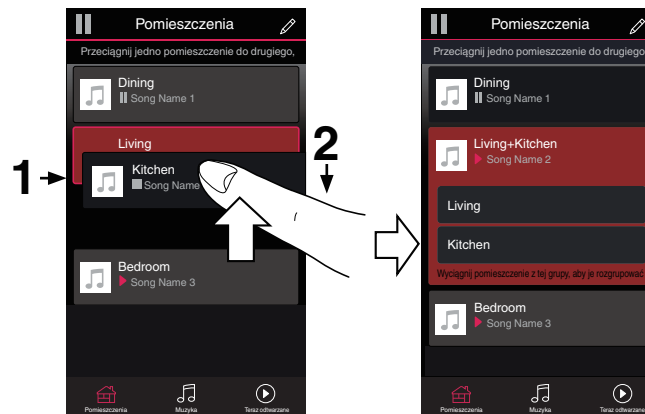 Pomieszczenia
Przeciągnij jedno pomieszczenie do drugiego,
Dining
Song Name 1
Living
Kitchen
Song Name
Bedroom
Song Name 3
Pomieszczenia Muzyka Teraz odtwarzane
1
2
Pomieszczenia
Przeciągnij jedno pomieszczenie do drugiego
Dining
Song Name 1
Living+Kitchen
Song Name 2
Living
Kitchen
Wyciągnij pomieszczenie z tej grupy, aby je rozgrupować
Bedroom
Song Name 3
Pomieszczenia Muzyka Teraz odtwarzane